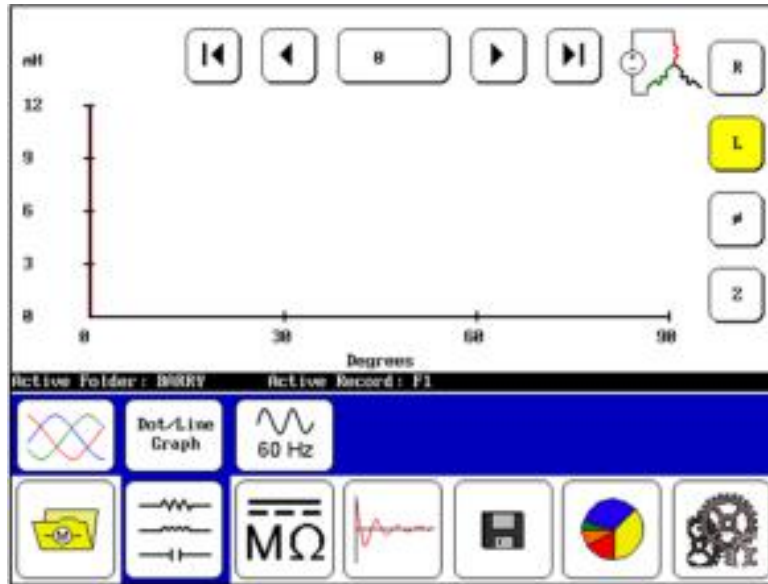 mH
0
R
12
L
9
6
ø
3
Z
0
0 30 60 90
Degrees
Active Folder: BARRY Active Record: F1
Dot/Line
Graph
60 Hz
M
MΩ